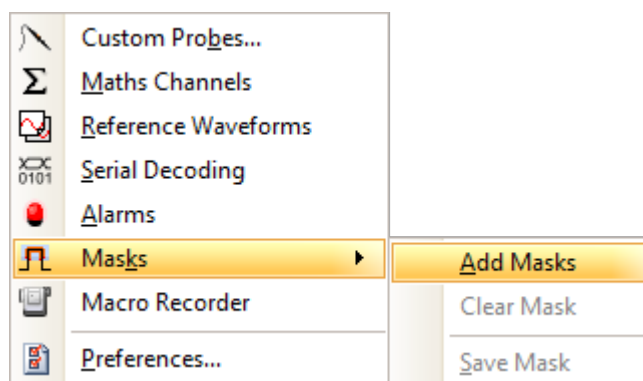 Custom Probes...
Maths Channels
Reference Waveforms
0101 Serial Decoding
Alarms
Masks
Add Masks
Macro Recorder
Clear Mask
Preferences...
Save Mask